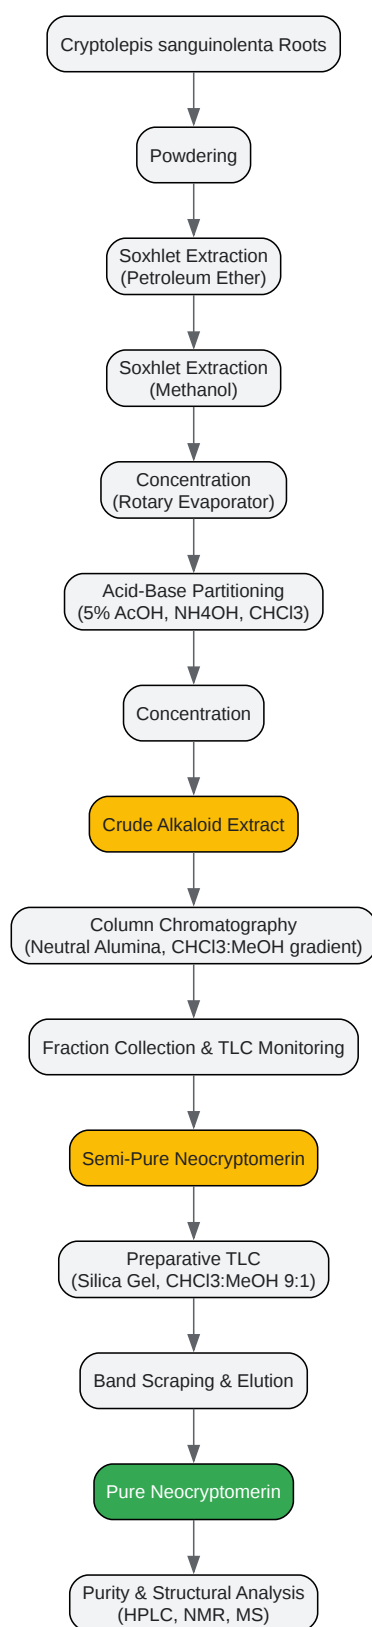 Cryptolepis sanguinolenta Roots
Powdering
Soxhlet Extraction
(Petroleum Ether)
Soxhlet Extraction
(Methanol)
Concentration
(Rotary Evaporator)
Acid-Base Partitioning
(5% AcOH, NH4OH, CHCl3)
Concentration
Crude Alkaloid Extract
Column Chromatography
(Neutral Alumina, CHCl3:MeOH gradient)
Fraction Collection & TLC Monitoring
Semi-Pure Neocryptomerin
Preparative TLC
(Silica Gel, CHCl3:MeOH 9:1)
Band Scraping & Elution
Pure Neocryptomerin
Purity & Structural Analysis
(HPLC, NMR, MS)